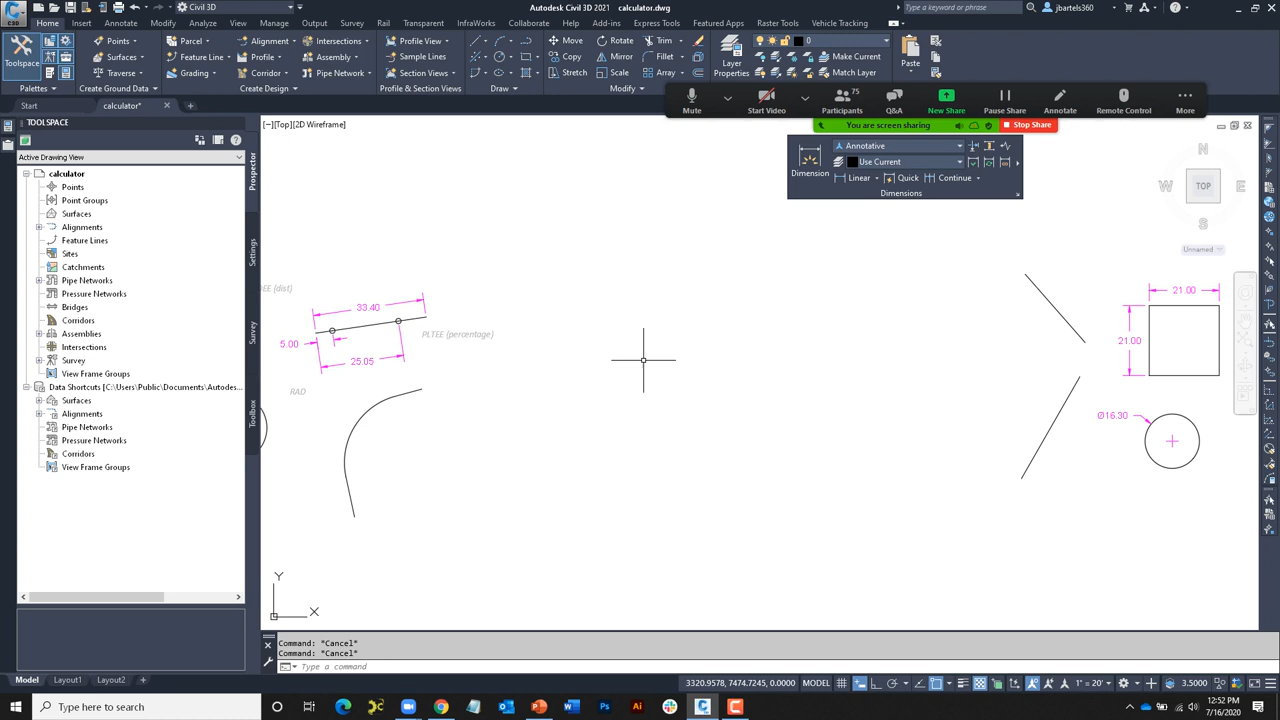 Civil 3D
Autodesk Civil 3D 2021 calculator.dwg
Type a keyword or phrase
jbartels360
Home
Insert
Annotate
Modify
Analyze
View
Manage
Output
Survey
Rail
Transparent
InfraWorks
Collaborate
Help
Add-ins
Express Tools
Featured Apps
Vehicle Tracking
Toolspace
Points
Surfaces
Traverse
Parcel
Feature Line
Grading
Alignment
Profile
Corridor
Intersections
Assembly
Pipe Network
Profile View
Sample Lines
Section Views
Move
Copy
Stretch
Rotate
Mirror
Scale
Trim
Fillet
Array
Layer
Properties
0
Make Current
Match Layer
Paste
Palettes
Create Ground Data
Create Design
Profile & Section Views
Draw
Modify
Mute
Start Video
75
Participants
Q&A
New Share
Pause Share
Annotate
Remote Control
More
You are screen sharing
Stop Share
Start
calculator*
TOOLSPACE
Active Drawing View
calculator
Points
Point Groups
Surfaces
Alignments
Feature Lines
Sites
Catchments
Pipe Networks
Pressure Networks
Bridges
Corridors
Assemblies
Intersections
Survey
View Frame Groups
Data Shortcuts [C:\Users\Public\Documents\Autodes...
Surfaces
Alignments
Pipe Networks
Pressure Networks
Corridors
View Frame Groups
Prospector
Settings
Survey
Toolbox
[−][Top][2D Wireframe]
Dimension
Annotative
Use Current
Linear
Quick
Continue
Dimensions
N
W
TOP
E
S
Unnamed
EE (dist)
33.40
PLTEE (percentage)
5.00
25.05
RAD
21.00
21.00
Ø16.30
Y
X
Command: *Cancel*
Command: *Cancel*
Type a command
Model
Layout1
Layout2
3320.9578, 7474.7245, 0.0000
MODEL
1" = 20'
3.5000
Type here to search
12:52
7/16/2020